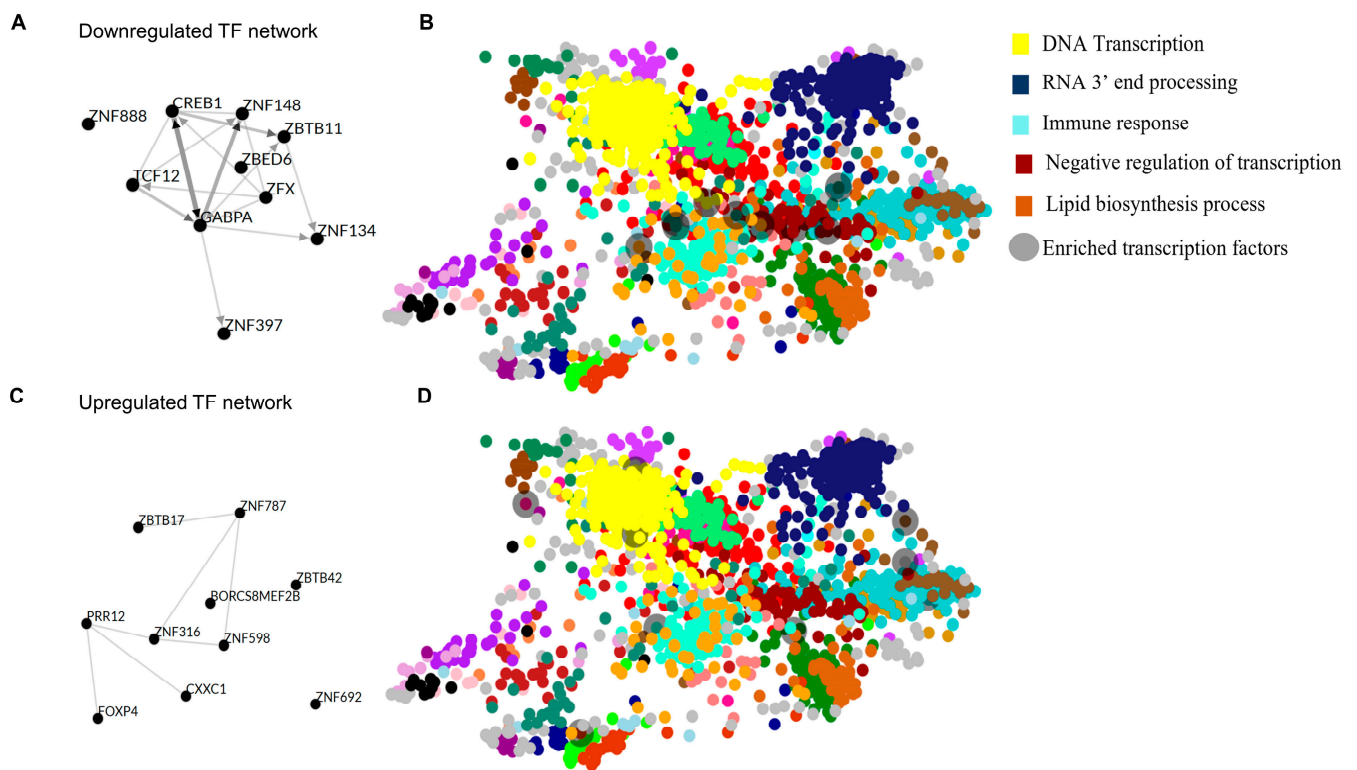 A
Downregulated TF network
CREB1
ZNF148
ZNF888
ZBTB11
ZBED6
TCF12
ZFX
GABPA
ZNF134
ZNF397
B
DNA Transcription
RNA 3’ end processing
Immune response
Negative regulation of transcription
Lipid biosynthesis process
Enriched transcription factors
C
Upregulated TF network
ZNF787
ZBTB17
ZBTB42
BORCS8MEF2B
PRR12
ZNF316
ZNF598
CXXC1
ZNF692
FOXP4
D